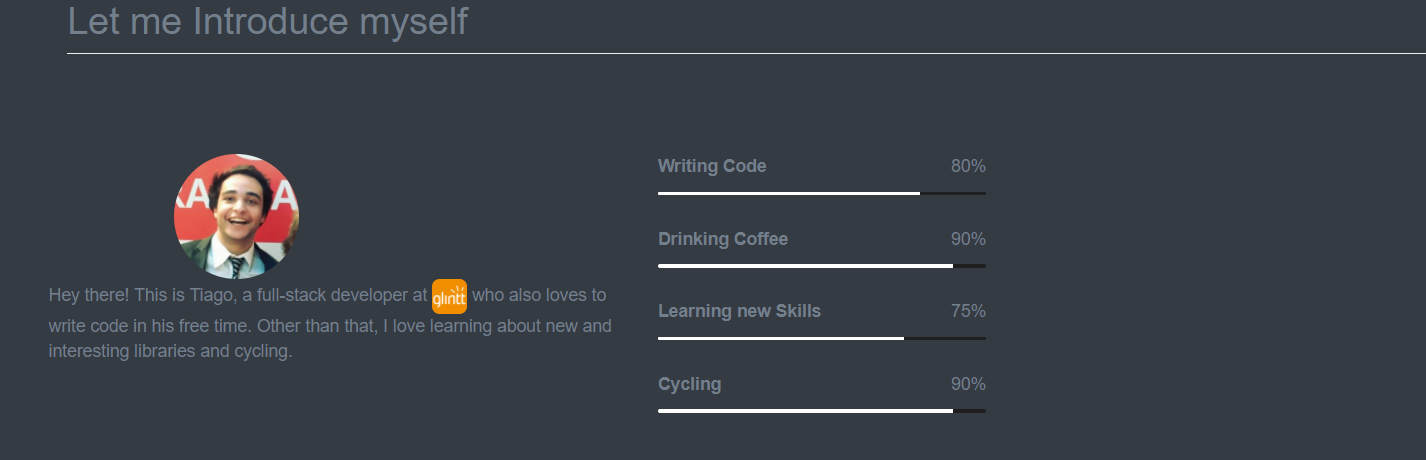 Let me Introduce myself
KA A
Hey there! This is Tiago, a full-stack developer at glintt who also loves to
write code in his free time. Other than that, I love learning about new and
interesting libraries and cycling.
Writing Code 80%
Drinking Coffee 90%
Learning new Skills 75%
Cycling 90%